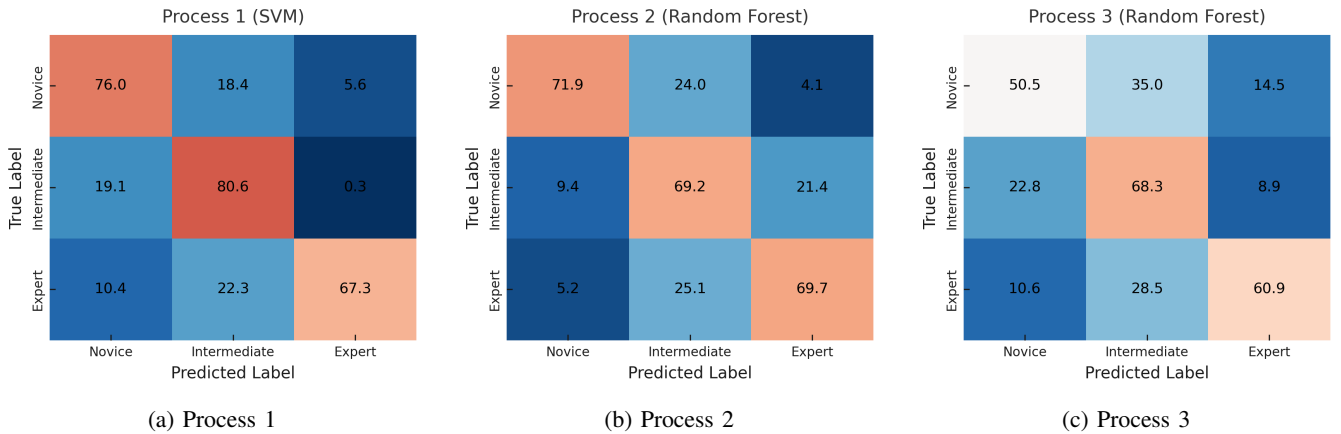 Process 1 (SVM)
Novice
76.0 18.4 5.6
Intermediate
19.1 80.6 0.3
Expert
10.4 22.3 67.3
True Label
Novice Intermediate Expert
Predicted Label
(a) Process 1
Process 2 (Random Forest)
Novice
71.9 24.0 4.1
Intermediate
9.4 69.2 21.4
Expert
5.2 25.1 69.7
True Label
Novice Intermediate Expert
Predicted Label
(b) Process 2
Process 3 (Random Forest)
Novice
50.5 35.0 14.5
Intermediate
22.8 68.3 8.9
Expert
10.6 28.5 60.9
True Label
Novice Intermediate Expert
Predicted Label
(c) Process 3